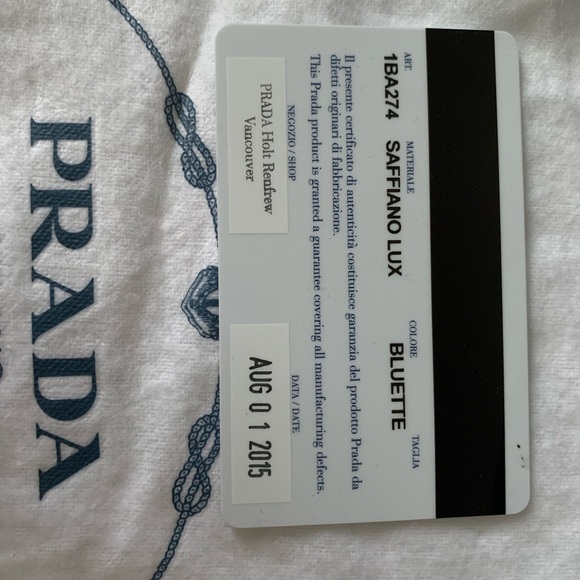 ART. MATERIALE COLORE TAGLIA
1BA274 SAFFIANO LUX BLUETTE
Il presente certificato di autenticità costituisce garanzia del prodotto Prada da
difetti originari di fabbricazione.
This Prada product is granted a guarantee covering all manufacturing defects.
NEGOZIO / SHOP DATA / DATE
PRADA Holt Renfrew
Vancouver
AUG 0 1 2015
PRADA